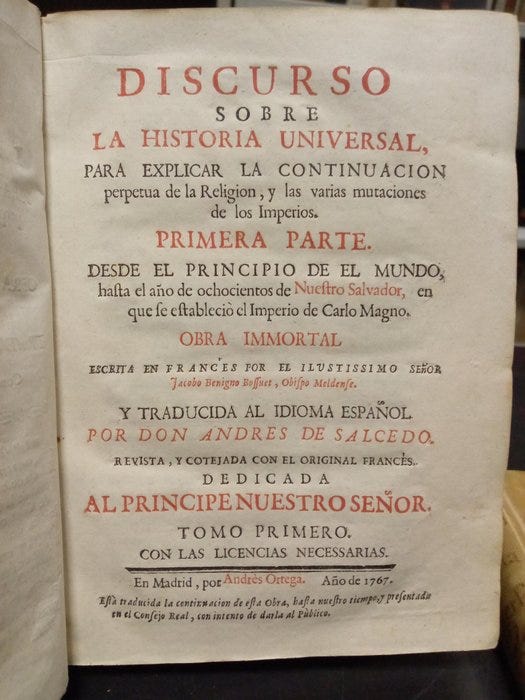 DISCURSO
SOBRE
LA HISTORIA UNIVERSAL,
PARA EXPLICAR LA CONTINUACION
perpetua de la Religion, y las varias mutaciones
de los Imperios.
PRIMERA PARTE.
DESDE EL PRINCIPIO DE EL MUNDO,
hasta el año de ochocientos de Nuestro Salvador, en
que se estableciò el Imperio de Carlo Magno.
OBRA IMMORTAL
ESCRITA EN FRANCÈS POR EL ILUSTISSIMO SEÑOR
Jacobo Benigno Bossuet, Obispo Meldense.
Y TRADUCIDA AL IDIOMA ESPAÑOL
POR DON ANDRES DE SALCEDO.
REVISTA, Y COTEJADA CON EL ORIGINAL FRANCÈS.
DEDICADA
AL PRINCIPE NUESTRO SEÑOR.
TOMO PRIMERO.
CON LAS LICENCIAS NECESSARIAS.
En Madrid, por Andrès Ortega. Año de 1767.
Està traducida la continuacion de esta Obra, hasta nuestro tiempo, y presentada
en el Consejo Real, con intento de darla al Pùblico.